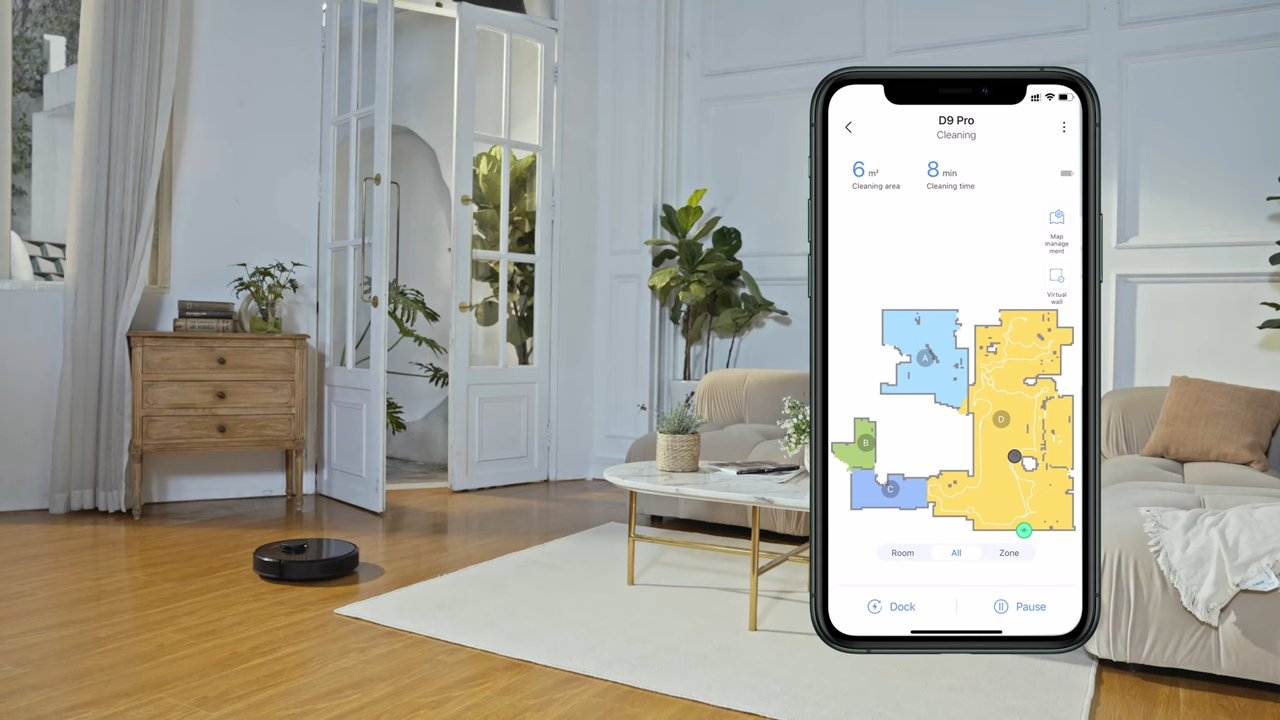 D9 Pro
Cleaning
6 m²
8 min
Cleaning area
Cleaning time
Map
manage
ment
Virtual
wall
A
D
B
C
Room
All
Zone
Dock
Pause